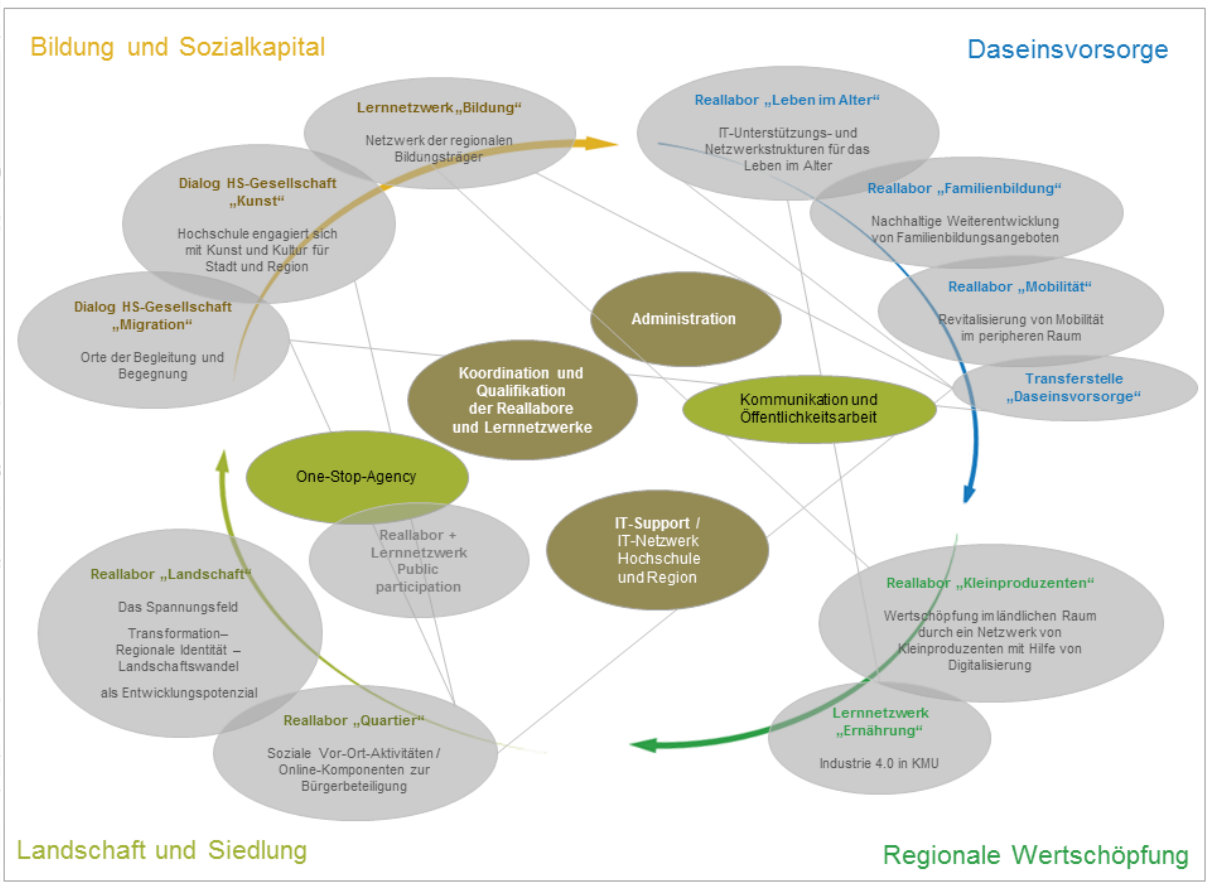 Bildung und Sozialkapital
Daseinsvorsorge
Lernnetzwerk „Bildung“
Netzwerk der regionalen
Bildungsträger
Dialog HS-Gesellschaft
„Kunst“
Hochschule engagiert sich
mit Kunst und Kultur für
Stadt und Region
Dialog HS-Gesellschaft
„Migration“
Orte der Begleitung und
Begegnung
Reallabor „Leben im Alter“
IT-Unterstützungs- und
Netzwerkstrukturen für das
Leben im Alter
Reallabor „Familienbildung“
Nachhaltige Weiterentwicklung
von Familienbildungsangeboten
Reallabor „Mobilität“
Revitalisierung von Mobilität
im peripheren Raum
Transferstelle
„Daseinsvorsorge“
Administration
Koordination und
Qualifikation
der Reallabore
und Lernnetzwerke
Kommunikation und
Öffentlichkeitsarbeit
One-Stop-Agency
IT-Support /
IT-Netzwerk
Hochschule
und Region
Reallabor +
Lernnetzwerk
Public
participation
Reallabor „Landschaft“
Das Spannungsfeld
Transformation–
Regionale Identität –
Landschaftswandel
als Entwicklungspotenzial
Reallabor „Quartier“
Soziale Vor-Ort-Aktivitäten /
Online-Komponenten zur
Bürgerbeteiligung
Reallabor „Kleinproduzenten“
Wertschöpfung im ländlichen Raum
durch ein Netzwerk von
Kleinproduzenten mit Hilfe von
Digitalisierung
Lernnetzwerk
„Ernährung“
Industrie 4.0 in KMU
Landschaft und Siedlung
Regionale Wertschöpfung